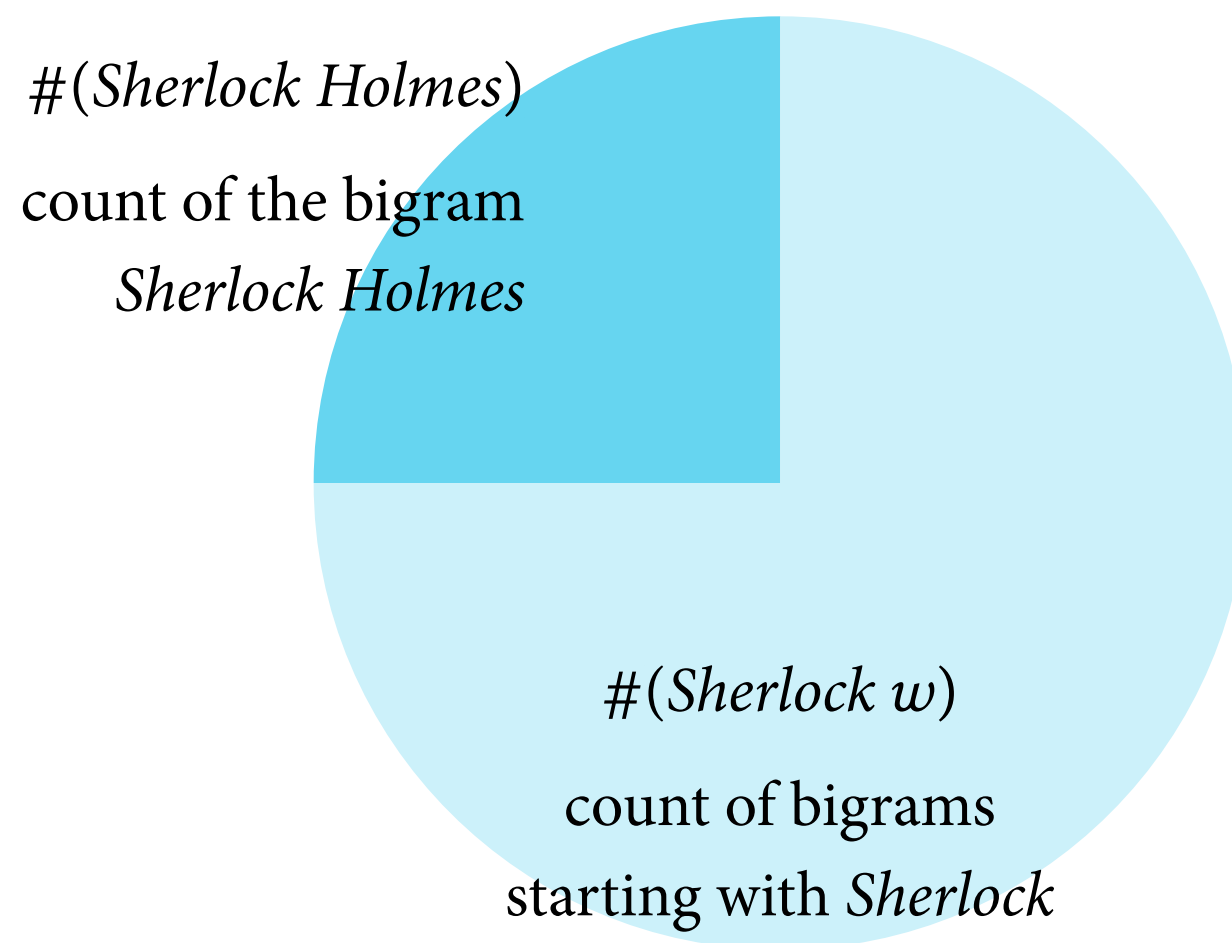 #(Sherlock Holmes)
count of the bigram
Sherlock Holmes
#(Sherlock w)
count of bigrams
starting with Sherlock